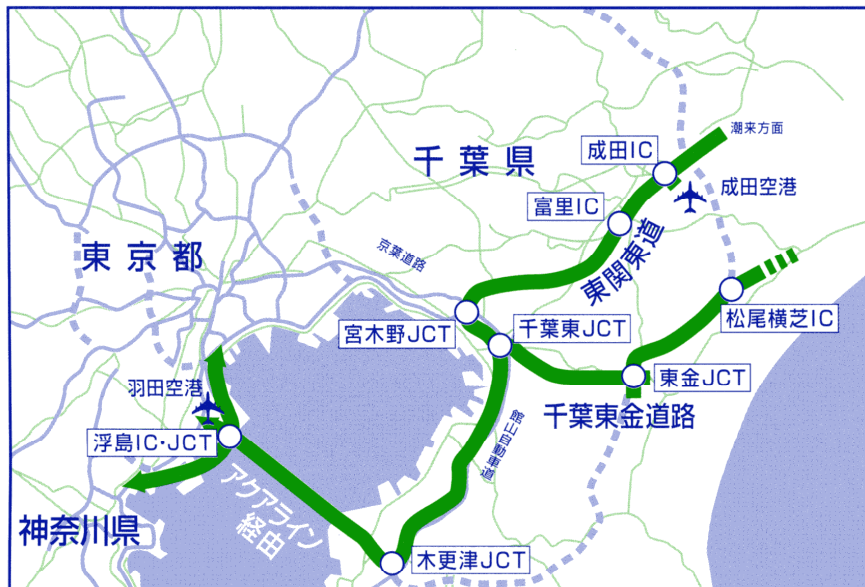 潮来方面
千葉県
成田IC
成田空港
富里IC
東関東道
東京都
京葉道路
松尾横芝IC
宮木野JCT
千葉東JCT
東金JCT
羽田空港
千葉東金道路
館山自動車道
浮島IC・JCT
アクアライン
経由
神奈川県
木更津JCT